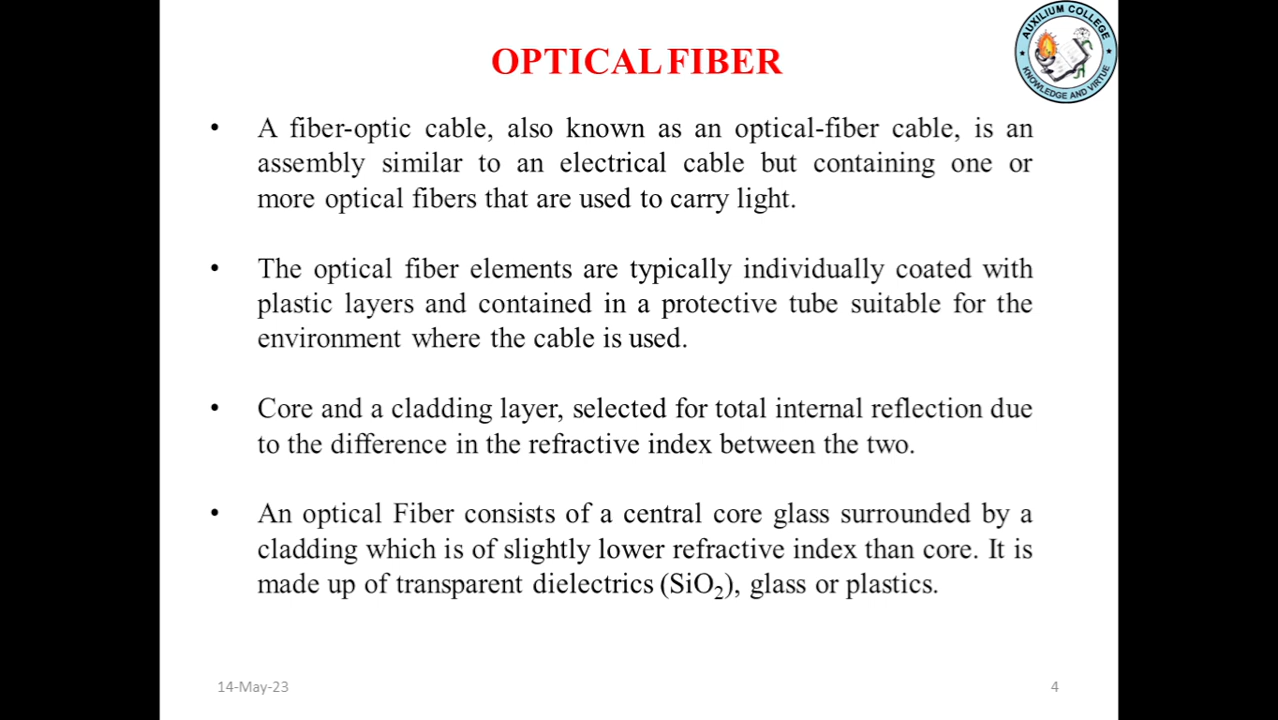 OPTICAL FIBER
AUXILIUM COLLEGE
KNOWLEDGE AND VIRTUE
• A fiber-optic cable, also known as an optical-fiber cable, is an
assembly similar to an electrical cable but containing one or
more optical fibers that are used to carry light.
• The optical fiber elements are typically individually coated with
plastic layers and contained in a protective tube suitable for the
environment where the cable is used.
• Core and a cladding layer, selected for total internal reflection due
to the difference in the refractive index between the two.
• An optical Fiber consists of a central core glass surrounded by a
cladding which is of slightly lower refractive index than core. It is
made up of transparent dielectrics (SiO₂), glass or plastics.
14-May-23
4